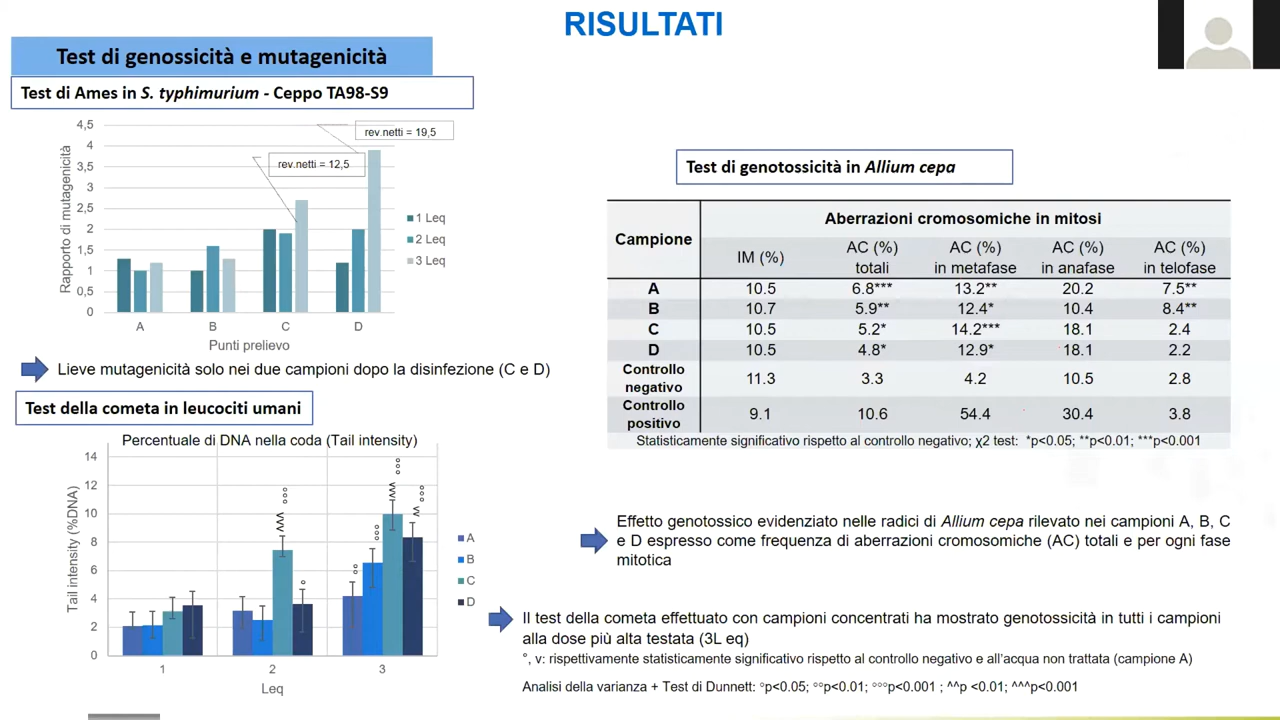 RISULTATI
Test di genossicità e mutagenicità
Test di Ames in S. typhimurium - Ceppo TA98-S9
4,5
4
3,5
3
2,5
2
1,5
1
0,5
0
Rapporto di mutagenicità
rev.netti = 19,5
rev.netti = 12,5
A B C D
Punti prelievo
1 Leq
2 Leq
3 Leq
Lieve mutagenicità solo nei due campioni dopo la disinfezione (C e D)
Test della cometa in leucociti umani
Percentuale di DNA nella coda (Tail intensity)
14
12
10
8
6
4
2
0
Tail intensity (%DNA)
°°°
vvv
°
°°
°°°
°°°
vvv
°°°
vv
1 2 3
Leq
A
B
C
D
Test di genotossicità in Allium cepa
Campione
Aberrazioni cromosomiche in mitosi
IM (%) AC (%) totali AC (%) in metafase AC (%) in anafase AC (%) in telofase
A 10.5 6.8*** 13.2** 20.2 7.5**
B 10.7 5.9** 12.4* 10.4 8.4**
C 10.5 5.2* 14.2*** 18.1 2.4
D 10.5 4.8* 12.9* 18.1 2.2
Controllo negativo 11.3 3.3 4.2 10.5 2.8
Controllo positivo 9.1 10.6 54.4 30.4 3.8
Statisticamente significativo rispetto al controllo negativo; χ2 test: *p<0.05; **p<0.01; ***p<0.001
Effetto genotossico evidenziato nelle radici di Allium cepa rilevato nei campioni A, B, C
e D espresso come frequenza di aberrazioni cromosomiche (AC) totali e per ogni fase
mitotica
Il test della cometa effettuato con campioni concentrati ha mostrato genotossicità in tutti i campioni
alla dose più alta testata (3L eq)
°, v: rispettivamente statisticamente significativo rispetto al controllo negativo e all'acqua non trattata (campione A)
Analisi della varianza + Test di Dunnett: °p<0.05; °°p<0.01; °°°p<0.001 ; ^^p <0.01; ^^^p<0.001